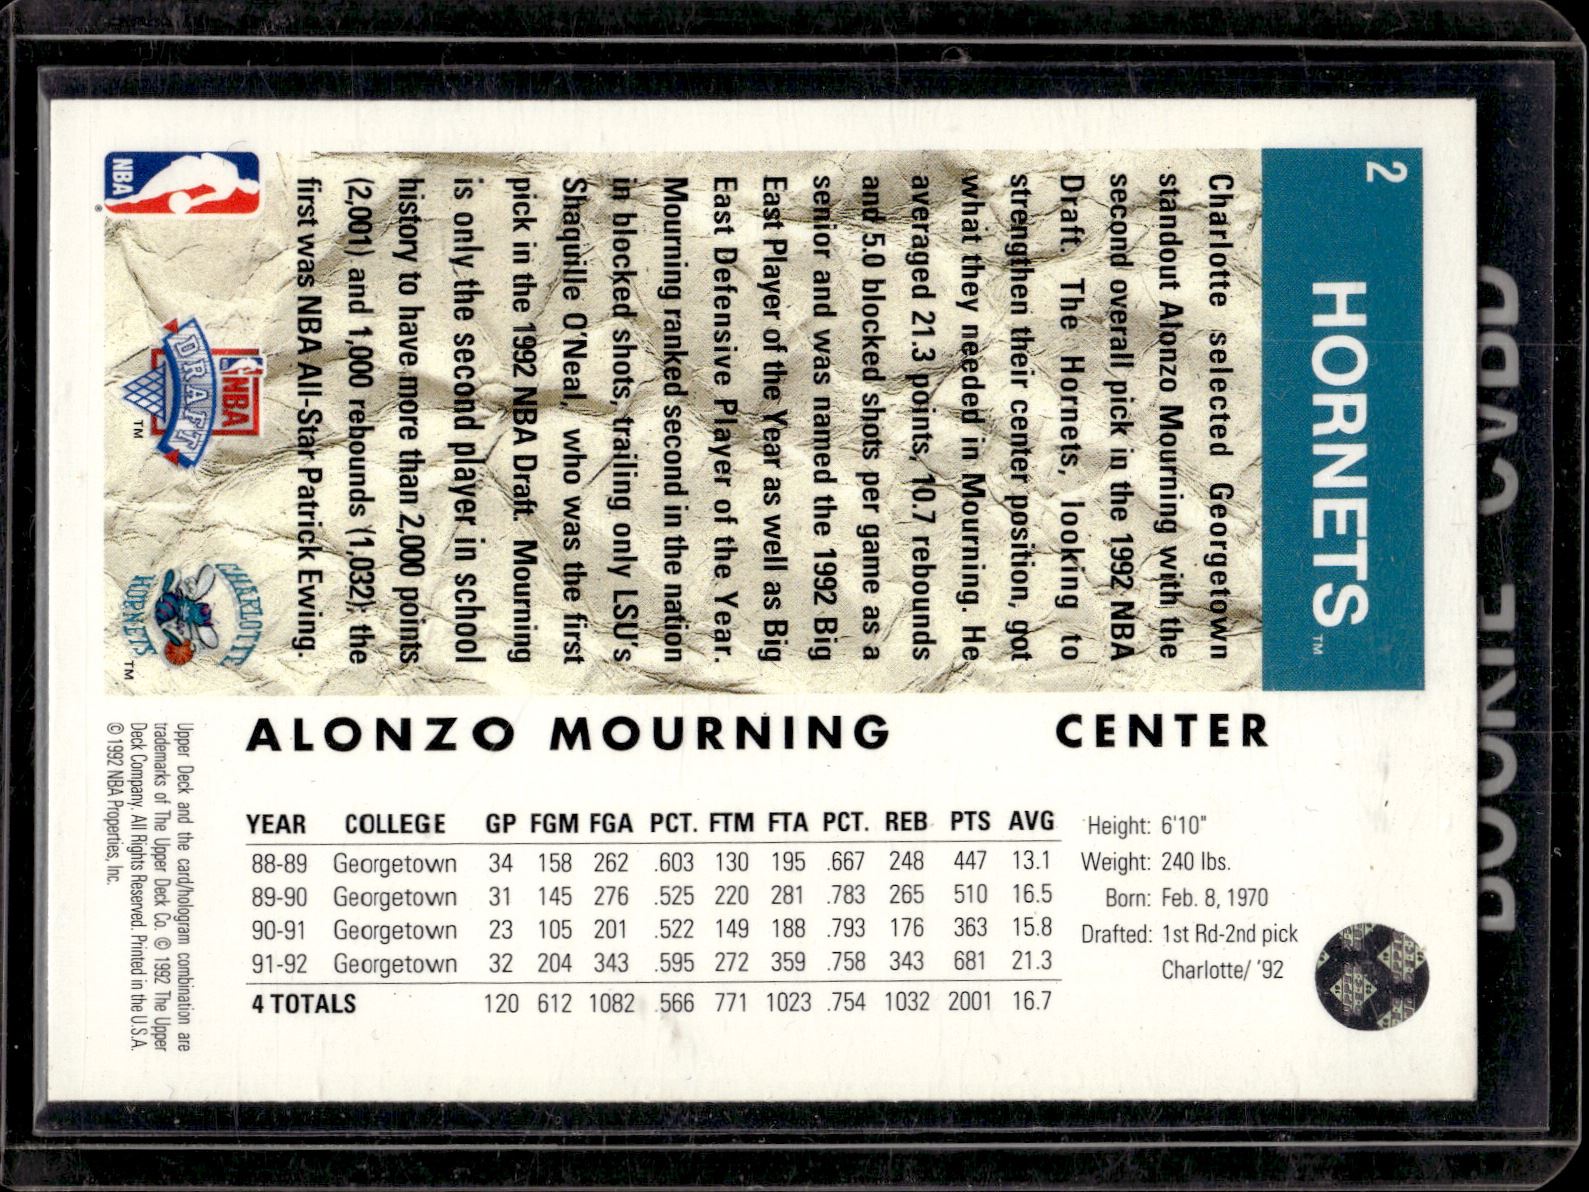 2
HORNETS™
Charlotte selected Georgetown
standout Alonzo Mourning with the
second overall pick in the 1992 NBA
Draft. The Hornets, looking to
strengthen their center position, got
what they needed in Mourning. He
averaged 21.3 points, 10.7 rebounds
and 5.0 blocked shots per game as a
senior and was named the 1992 Big
East Player of the Year as well as Big
East Defensive Player of the Year.
Mourning ranked second in the nation
in blocked shots, trailing only LSU's
Shaquille O'Neal, who was the first
pick in the 1992 NBA Draft. Mourning
is only the second player in school
history to have more than 2,000 points
(2,001) and 1,000 rebounds (1,032); the
first was NBA All-Star Patrick Ewing.
NBA ®
NBA
DRAFT ™
CHARLOTTE
HORNETS ™
ALONZO MOURNING CENTER
YEAR COLLEGE GP FGM FGA PCT. FTM FTA PCT. REB PTS AVG
88-89 Georgetown 34 158 262 .603 130 195 .667 248 447 13.1
89-90 Georgetown 31 145 276 .525 220 281 .783 265 510 16.5
90-91 Georgetown 23 105 201 .522 149 188 .793 176 363 15.8
91-92 Georgetown 32 204 343 .595 272 359 .758 343 681 21.3
4 TOTALS 120 612 1082 .566 771 1023 .754 1032 2001 16.7
Height: 6'10"
Weight: 240 lbs.
Born: Feb. 8, 1970
Drafted: 1st Rd-2nd pick
Charlotte/ '92
Upper Deck and the card/hologram combination are
trademarks of The Upper Deck Co. © 1992 The Upper
Deck Company. All Rights Reserved. Printed in the U.S.A.
© 1992 NBA Properties, Inc.
ROOKIE CARD